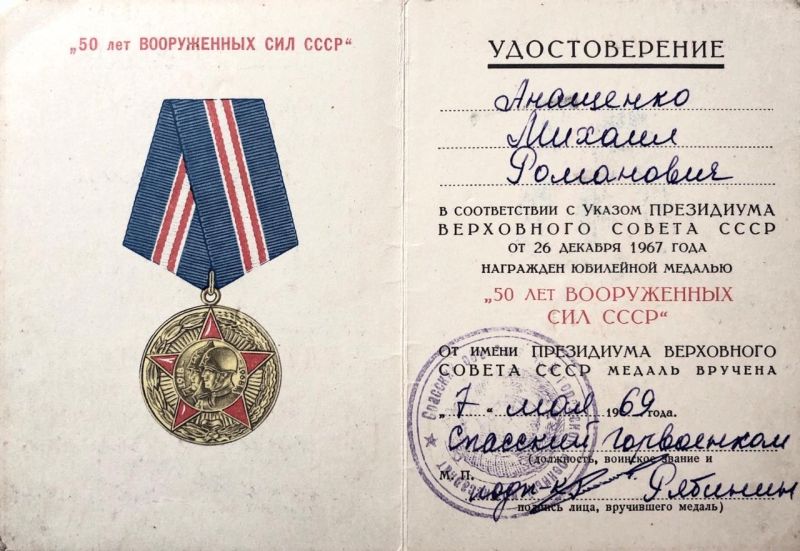 „50 лет ВООРУЖЕННЫХ СИЛ СССР“
УДОСТОВЕРЕНИЕ
Анащенко
Михаил
Романович
В СООТВЕТСТВИИ С УКАЗОМ ПРЕЗИДИУМА
ВЕРХОВНОГО СОВЕТА СССР
ОТ 26 ДЕКАБРЯ 1967 ГОДА
НАГРАЖДЕН ЮБИЛЕЙНОЙ МЕДАЛЬЮ
„50 ЛЕТ ВООРУЖЕННЫХ
СИЛ СССР“
ОТ ИМЕНИ ПРЕЗИДИУМА ВЕРХОВНОГО
СОВЕТА СССР МЕДАЛЬ ВРУЧЕНА
„7“ мая 1969 года.
Спасский горвоенком
(должность, воинское звание и
М. П.
подп-к Рябинин
подпись лица, вручившего медаль)